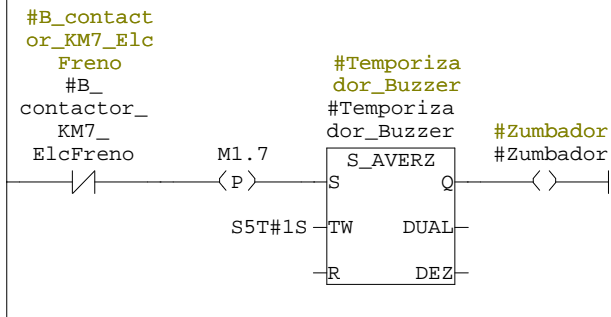 #B_contact
or_KM7_Elc
Freno
#B_
contactor_
KM7_
ElcFreno
M1.7
P
#Temporiza
dor_Buzzer
#Temporiza
dor_Buzzer
S_AVERZ
S
Q
S5T#1S
TW
DUAL
R
DEZ
#Zumbador
#Zumbador